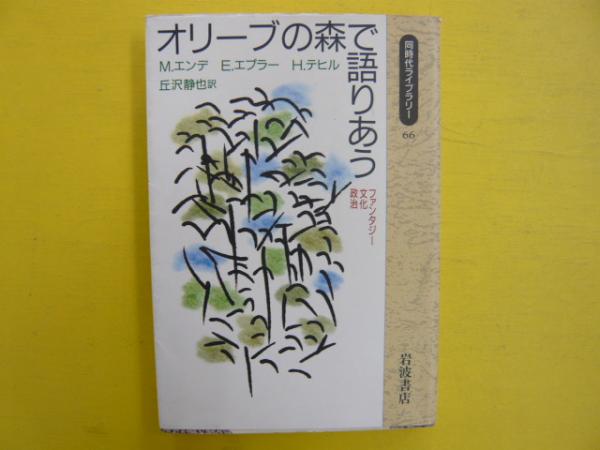 オリーブの森で語りあう
M.エンデ E.エプラー H.テヒル
丘沢静也訳
ファンタジー
文化
政治
同時代ライブラリー
66
岩波書店